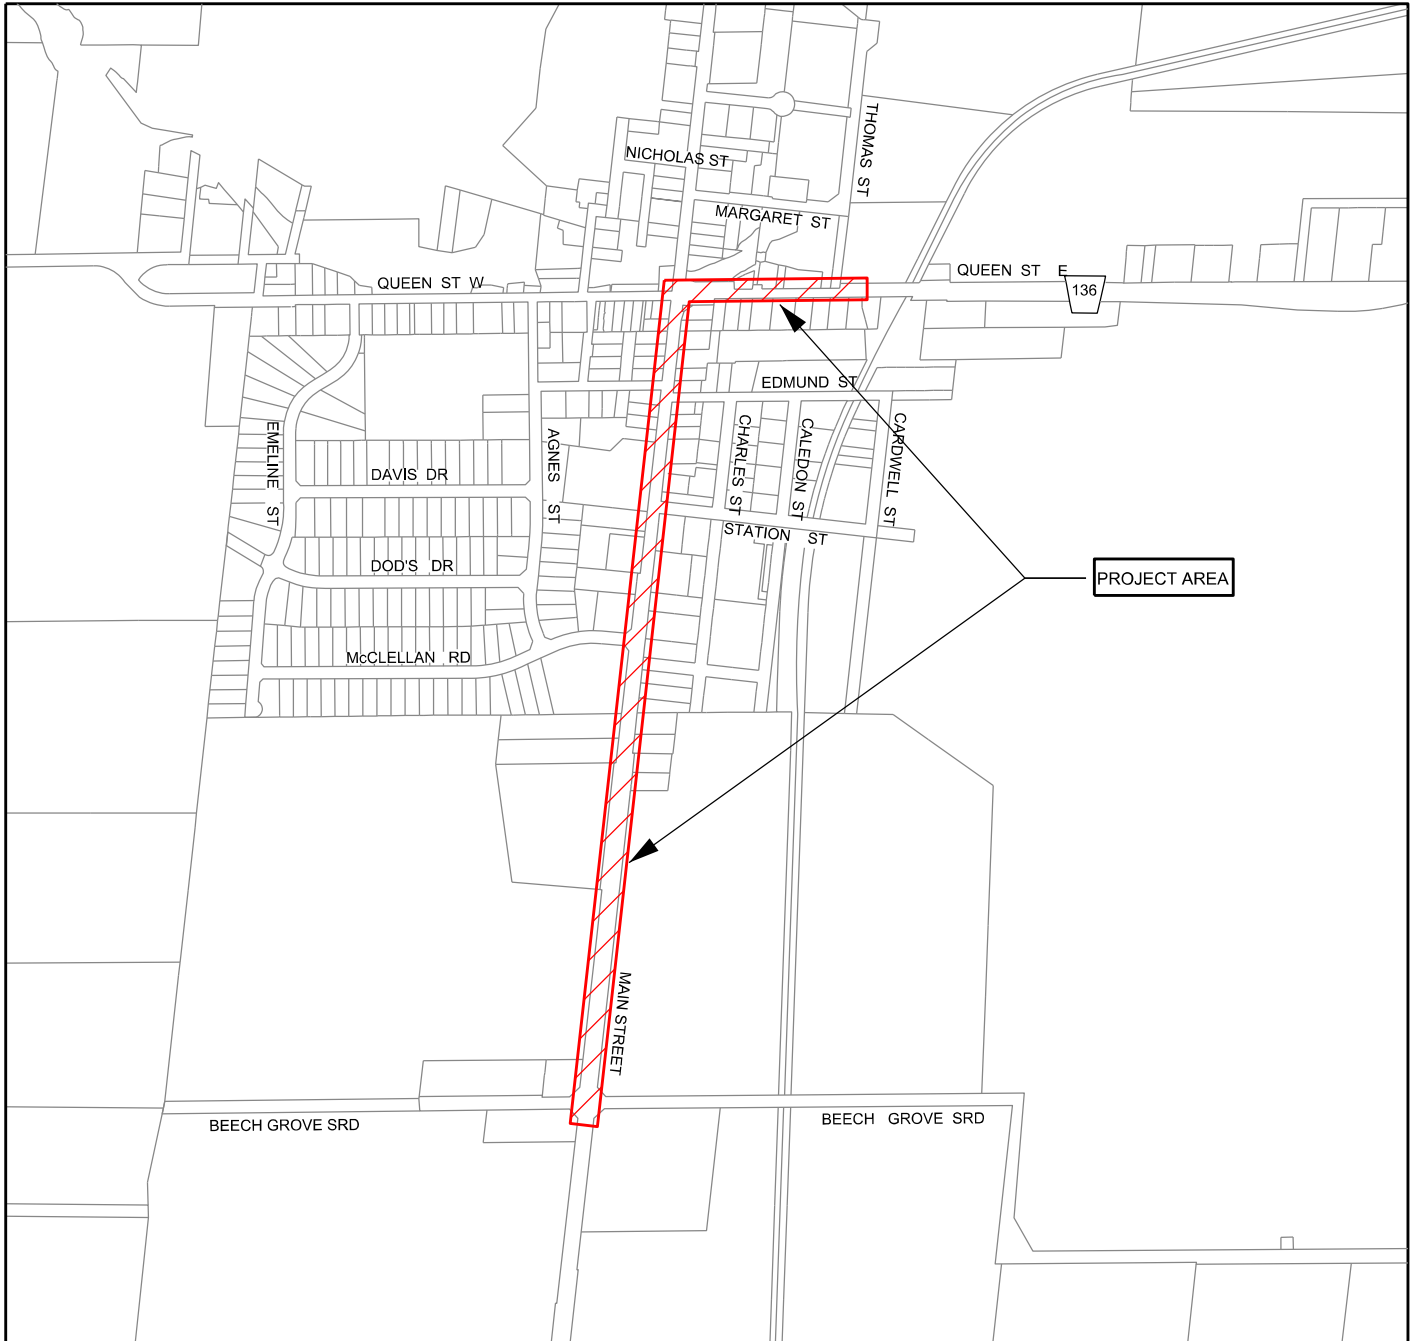 THOMAS ST
NICHOLAS ST
MARGARET ST
QUEEN ST E
QUEEN ST W
136
EDMUND ST
EMELINE ST
AGNES ST
CHARLES ST
CALEDON ST
CARDWELL ST
DAVIS DR
STATION ST
DOD'S DR
PROJECT AREA
McCLELLAN RD
MAIN STREET
BEECH GROVE SRD
BEECH GROVE SRD